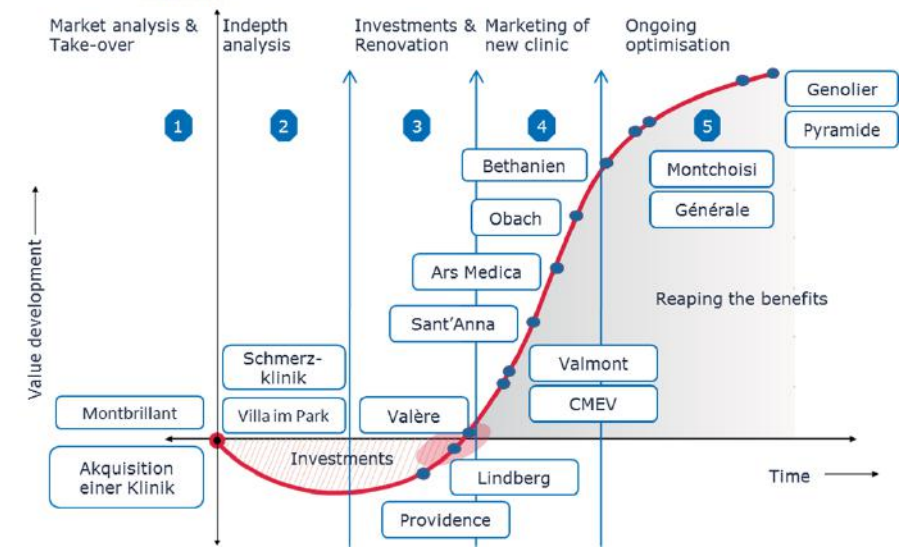 Market analysis &
Take-over
Indepth
analysis
Investments &
Renovation
Marketing of
new clinic
Ongoing
optimisation
1
2
3
4
5
Genolier
Pyramide
Bethanien
Montchoisi
Obach
Générale
Ars Medica
Reaping the benefits
Sant'Anna
Value development
Schmerz-
klinik
Valmont
Montbrillant
Villa im Park
Valère
CMEV
Akquisition
einer Klinik
Investments
Lindberg
Time
Providence